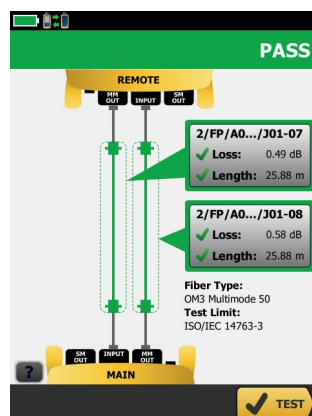 PASS
REMOTE
MM OUT INPUT SM OUT
2/FP/A0.../J01-07
Loss: 0.49 dB
Length: 25.88 m
2/FP/A0.../J01-08
Loss: 0.58 dB
Length: 25.88 m
Fiber Type:
OM3 Multimode 50
Test Limit:
ISO/IEC 14763-3
SM OUT INPUT MM OUT
MAIN
?
TEST